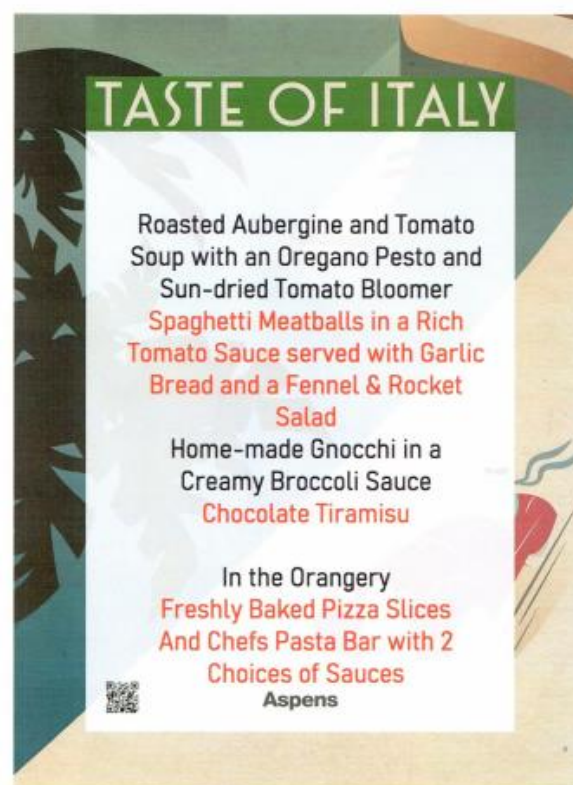 TASTE OF ITALY
Roasted Aubergine and Tomato
Soup with an Oregano Pesto and
Sun-dried Tomato Bloomer
Spaghetti Meatballs in a Rich
Tomato Sauce served with Garlic
Bread and a Fennel & Rocket
Salad
Home-made Gnocchi in a
Creamy Broccoli Sauce
Chocolate Tiramisu
In the Orangery
Freshly Baked Pizza Slices
And Chefs Pasta Bar with 2
Choices of Sauces
Aspens